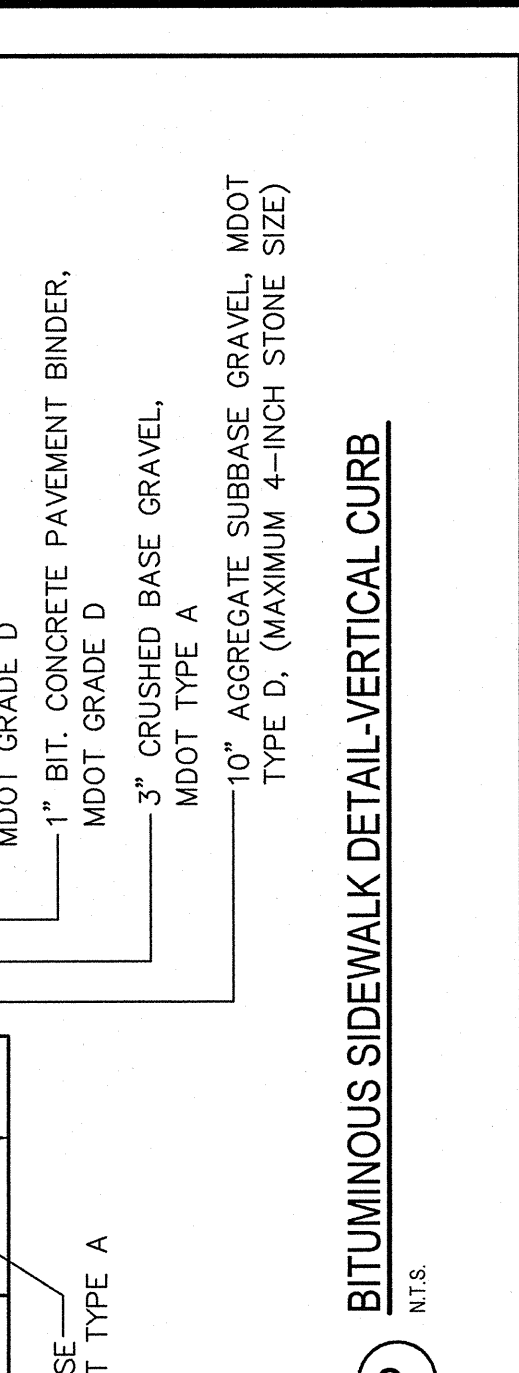 MDOT GRADE D
1" BIT. CONCRETE PAVEMENT BINDER,
MDOT GRADE D
3" CRUSHED BASE GRAVEL,
MDOT TYPE A
10" AGGREGATE SUBBASE GRAVEL, MDOT
TYPE D, (MAXIMUM 4-INCH STONE SIZE)
TYPE A
BITUMINOUS SIDEWALK DETAIL-VERTICAL CURB
N.T.S.